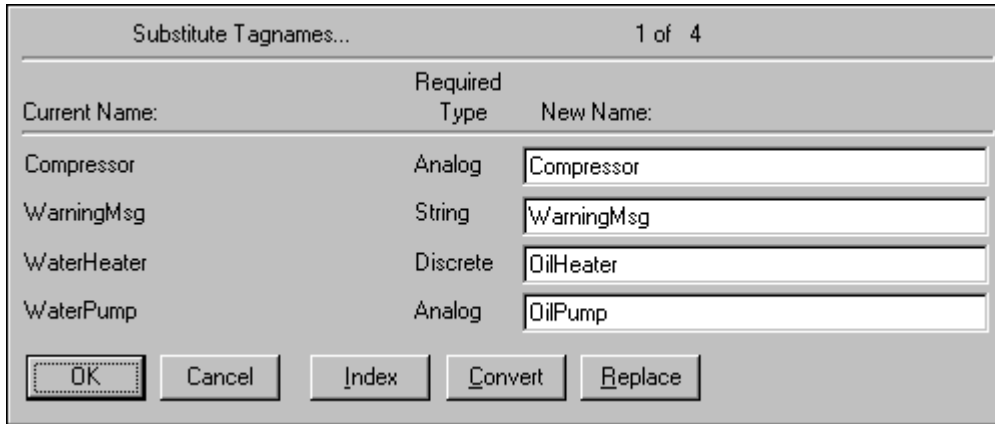 Substitute Tagnames... 1 of 4
Required
Current Name: Type New Name:
Compressor Analog Compressor
WarningMsg String WarningMsg
WaterHeater Discrete OilHeater
WaterPump Analog OilPump
OK Cancel Index Convert Replace